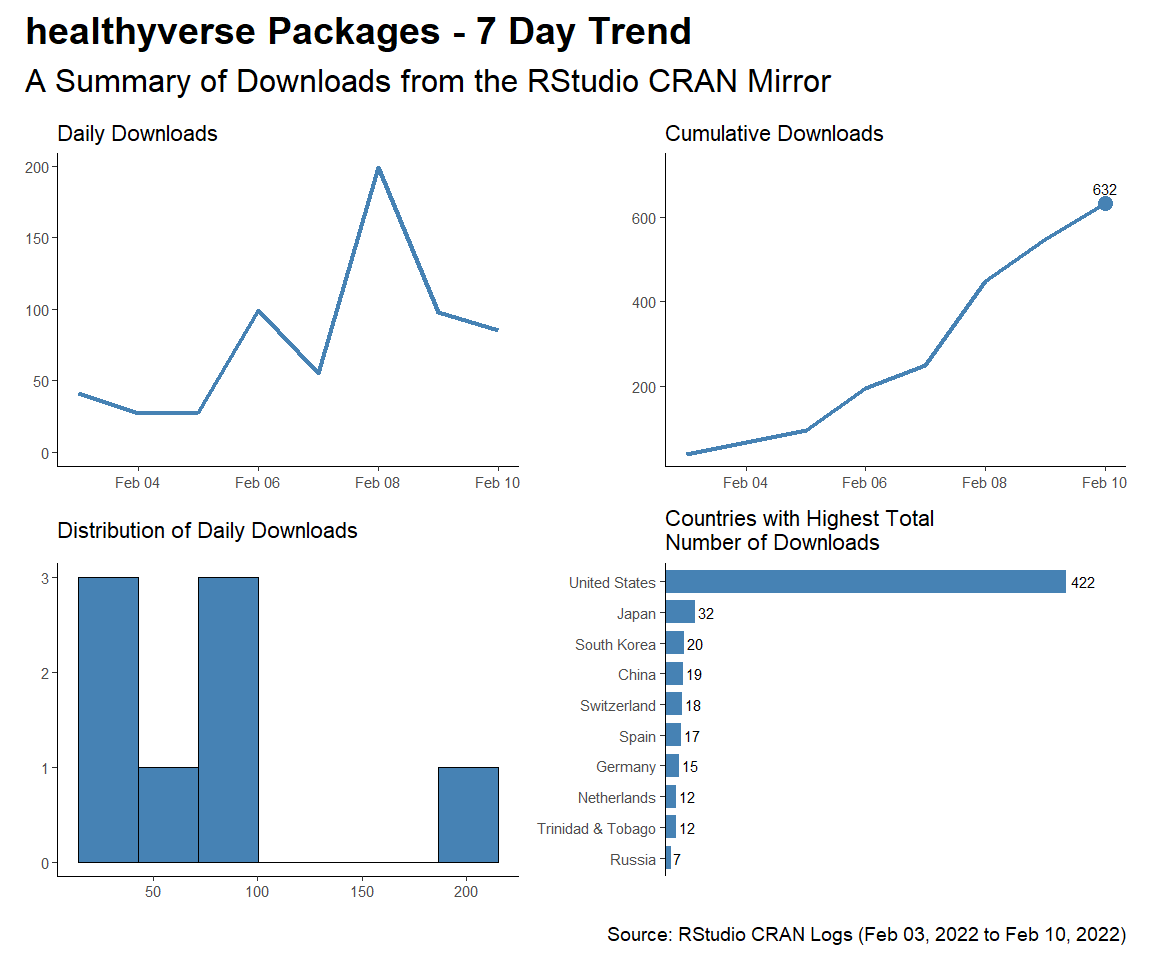 healthyverse Packages - 7 Day Trend
A Summary of Downloads from the RStudio CRAN Mirror
Daily Downloads
200
150
100
50
0
Feb 04 Feb 06 Feb 08 Feb 10
Cumulative Downloads
632
600
400
200
Feb 04 Feb 06 Feb 08 Feb 10
Distribution of Daily Downloads
3
2
1
0
50 100 150 200
Countries with Highest Total
Number of Downloads
United States 422
Japan 32
South Korea 20
China 19
Switzerland 18
Spain 17
Germany 15
Netherlands 12
Trinidad & Tobago 12
Russia 7
Source: RStudio CRAN Logs (Feb 03, 2022 to Feb 10, 2022)